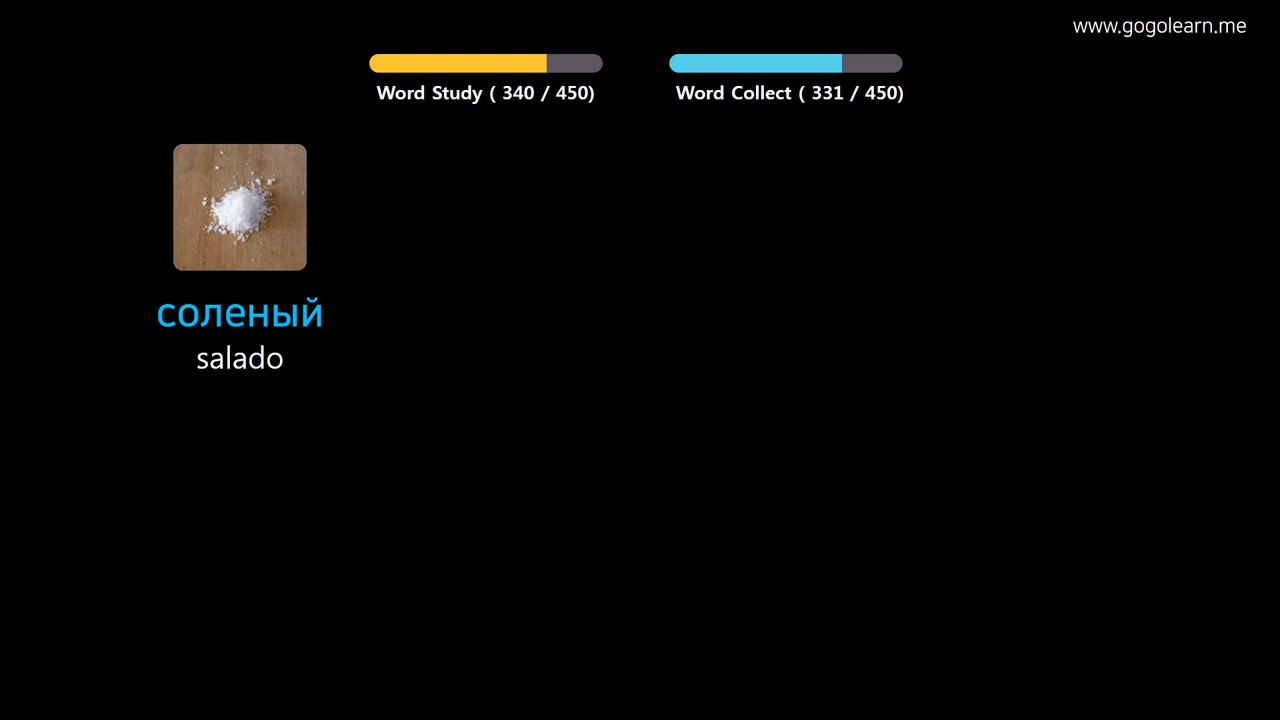 www.gogolearn.me
Word Study ( 340 / 450)
Word Collect ( 331 / 450)
соленый
salado